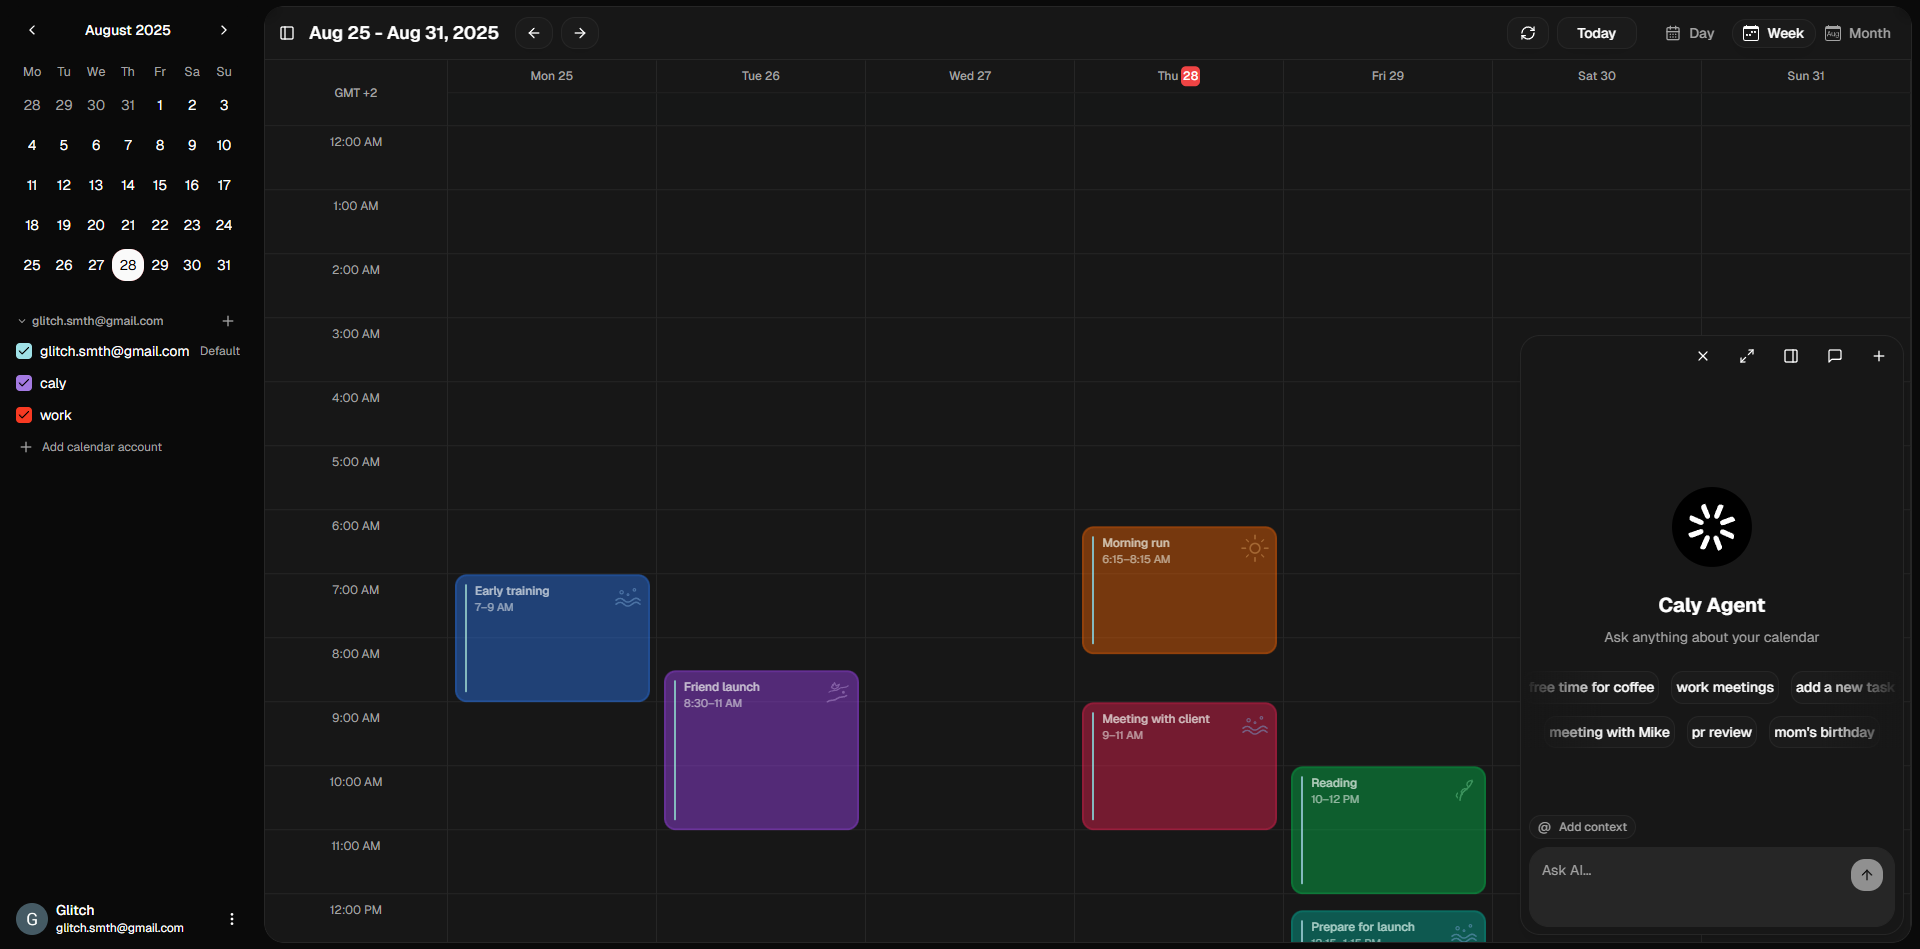 August 2025
Mo Tu We Th Fr Sa Su
28 29 30 31 1 2 3
4 5 6 7 8 9 10
11 12 13 14 15 16 17
18 19 20 21 22 23 24
25 26 27 28 29 30 31
glitch.smth@gmail.com
glitch.smth@gmail.com Default
caly
work
Add calendar account
G
Glitch
glitch.smth@gmail.com
Aug 25 - Aug 31, 2025
Today
Day
Week
Aug
Month
GMT +2
Mon 25
Tue 26
Wed 27
Thu 28
Fri 29
Sat 30
Sun 31
12:00 AM
1:00 AM
2:00 AM
3:00 AM
4:00 AM
5:00 AM
6:00 AM
7:00 AM
8:00 AM
9:00 AM
10:00 AM
11:00 AM
12:00 PM
Early training
7–9 AM
Friend launch
8:30–11 AM
Morning run
6:15–8:15 AM
Meeting with client
9–11 AM
Reading
10–12 PM
Prepare for launch
12:15–1:15 PM
Caly Agent
Ask anything about your calendar
free time for coffee
work meetings
add a new task
meeting with Mike
pr review
mom's birthday
@ Add context
Ask AI...